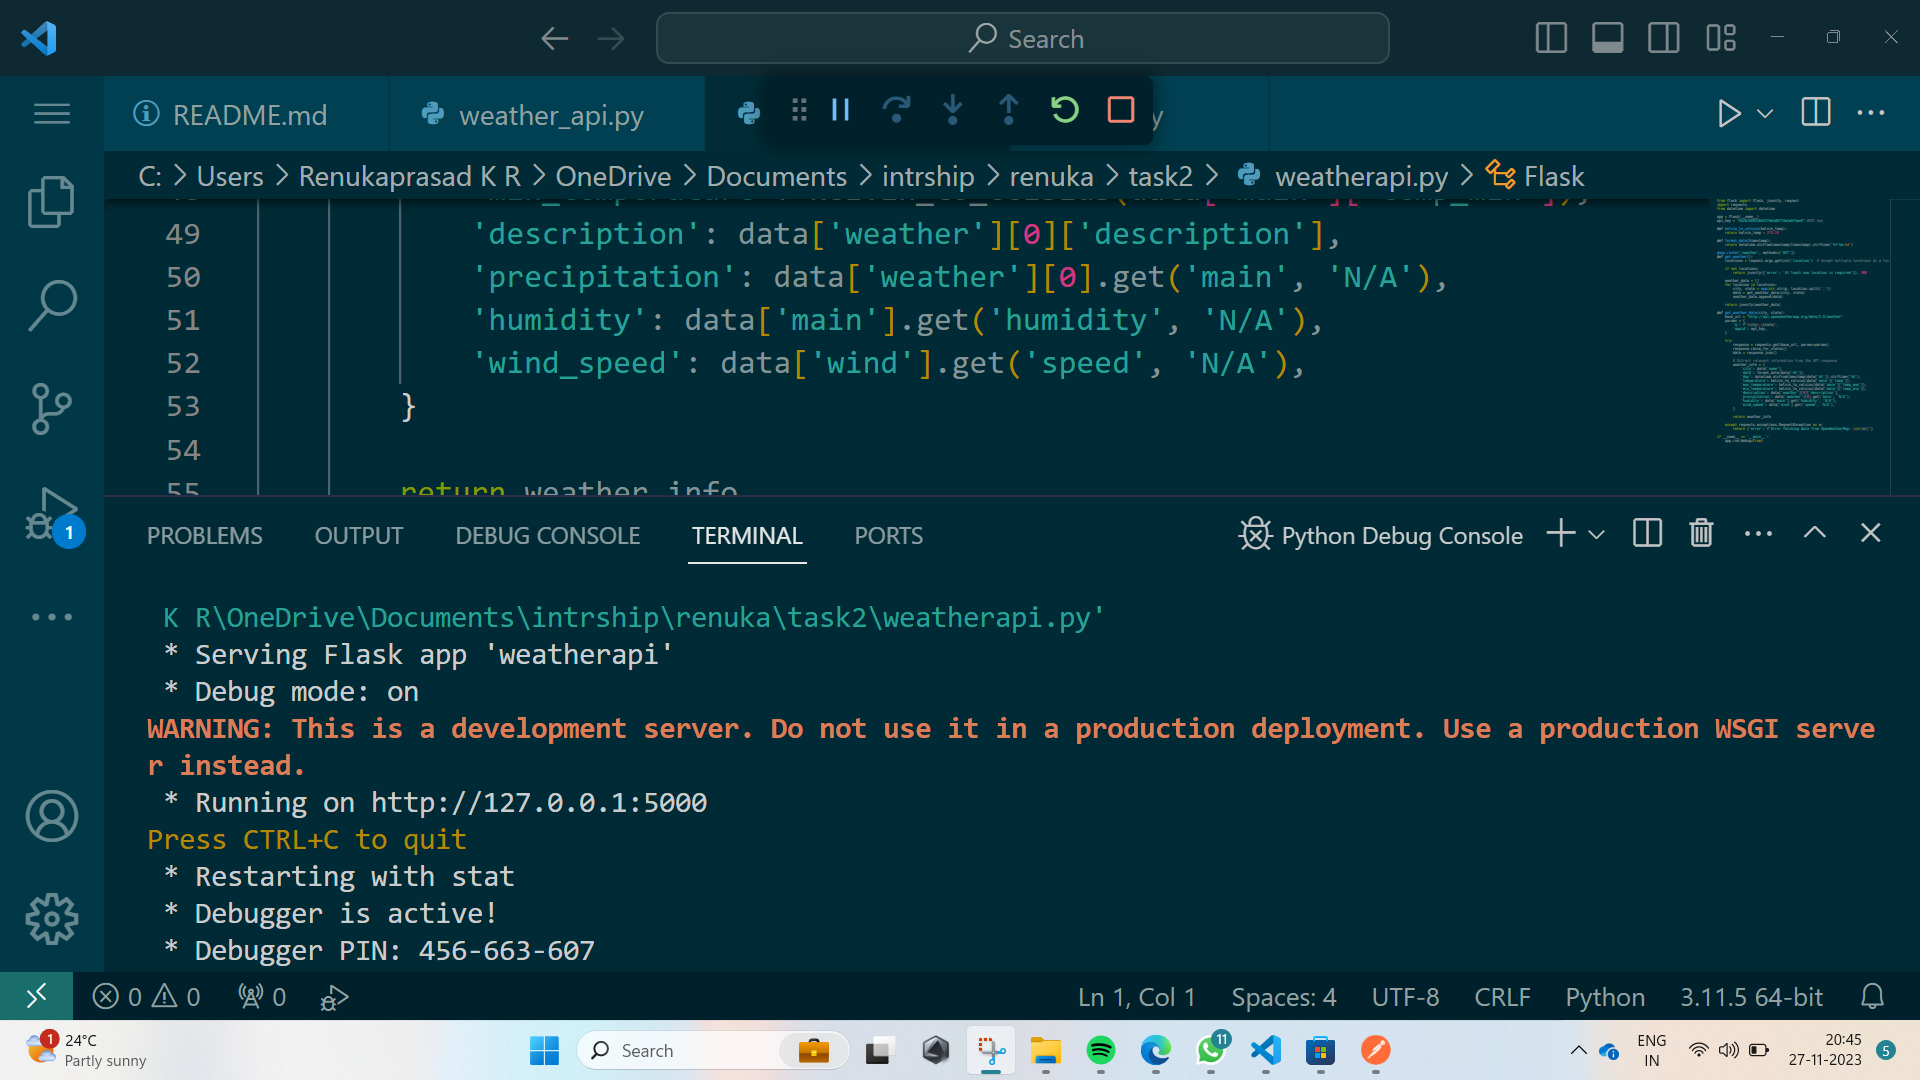 Search
README.md
weather_api.py
y
C: > Users > Renukaprasad K R > OneDrive > Documents > intrship > renuka > task2 > weatherapi.py > Flask
49 'description': data['weather'][0]['description'],
50 'precipitation': data['weather'][0].get('main', 'N/A'),
51 'humidity': data['main'].get('humidity', 'N/A'),
52 'wind_speed': data['wind'].get('speed', 'N/A'),
53 }
54
55 return weather_info
1
PROBLEMS OUTPUT DEBUG CONSOLE TERMINAL PORTS Python Debug Console
K R\OneDrive\Documents\intrship\renuka\task2\weatherapi.py'
* Serving Flask app 'weatherapi'
* Debug mode: on
WARNING: This is a development server. Do not use it in a production deployment. Use a production WSGI serve
r instead.
* Running on http://127.0.0.1:5000
Press CTRL+C to quit
* Restarting with stat
* Debugger is active!
* Debugger PIN: 456-663-607
0 0 0 Ln 1, Col 1 Spaces: 4 UTF-8 CRLF Python 3.11.5 64-bit
1 24°C
Partly sunny
Search
11
ENG
IN
20:45
27-11-2023
5